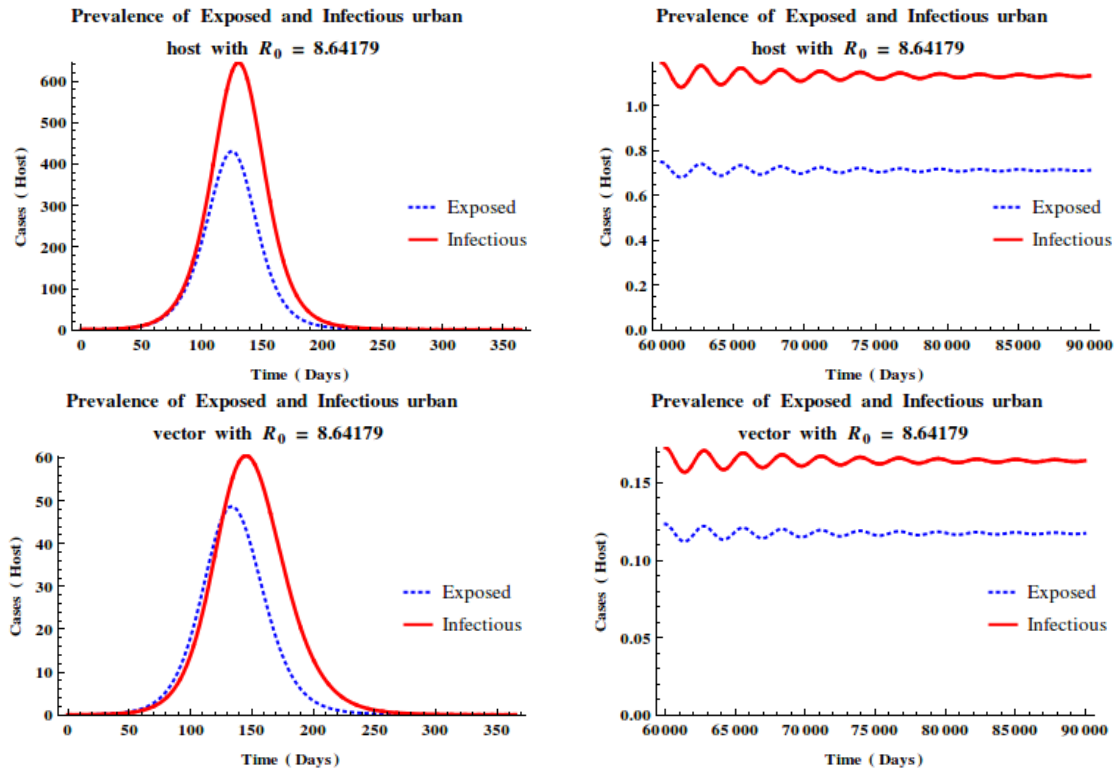 Prevalence of Exposed and Infectious urban
host with R0 = 8.64179
600
500
400
300
200
100
0
Cases ( Host )
Exposed
Infectious
0 50 100 150 200 250 300 350
Time ( Days )
Prevalence of Exposed and Infectious urban
host with R0 = 8.64179
1.0
0.8
0.6
0.4
0.2
0.0
Cases ( Host )
Exposed
Infectious
60 000 65 000 70 000 75 000 80 000 85 000 90 000
Time ( Days )
Prevalence of Exposed and Infectious urban
vector with R0 = 8.64179
60
50
40
30
20
10
0
Cases ( Host )
Exposed
Infectious
0 50 100 150 200 250 300 350
Time ( Days )
Prevalence of Exposed and Infectious urban
vector with R0 = 8.64179
0.15
0.10
0.05
0.00
Cases ( Host )
Exposed
Infectious
60 000 65 000 70 000 75 000 80 000 85 000 90 000
Time ( Days )